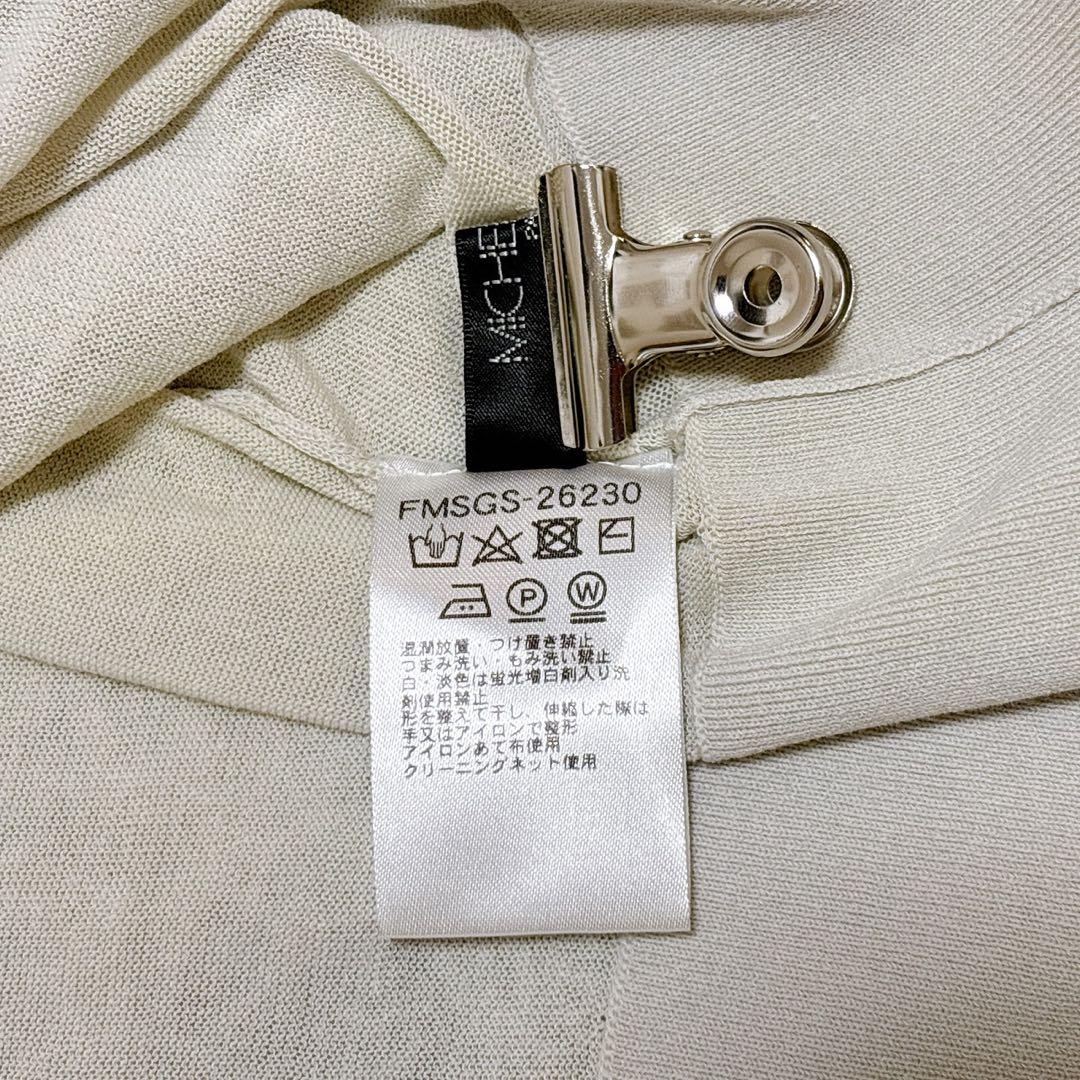 MICHE
PA
FMSGS-26230
P
W
湿潤放置・つけ置き禁止
つまみ洗い・もみ洗い禁止
白・淡色は蛍光増白剤入り洗
剤使用禁止
形を整えて干し、伸縮した際は
手又はアイロンで整形
アイロンあて布使用
クリーニングネット使用